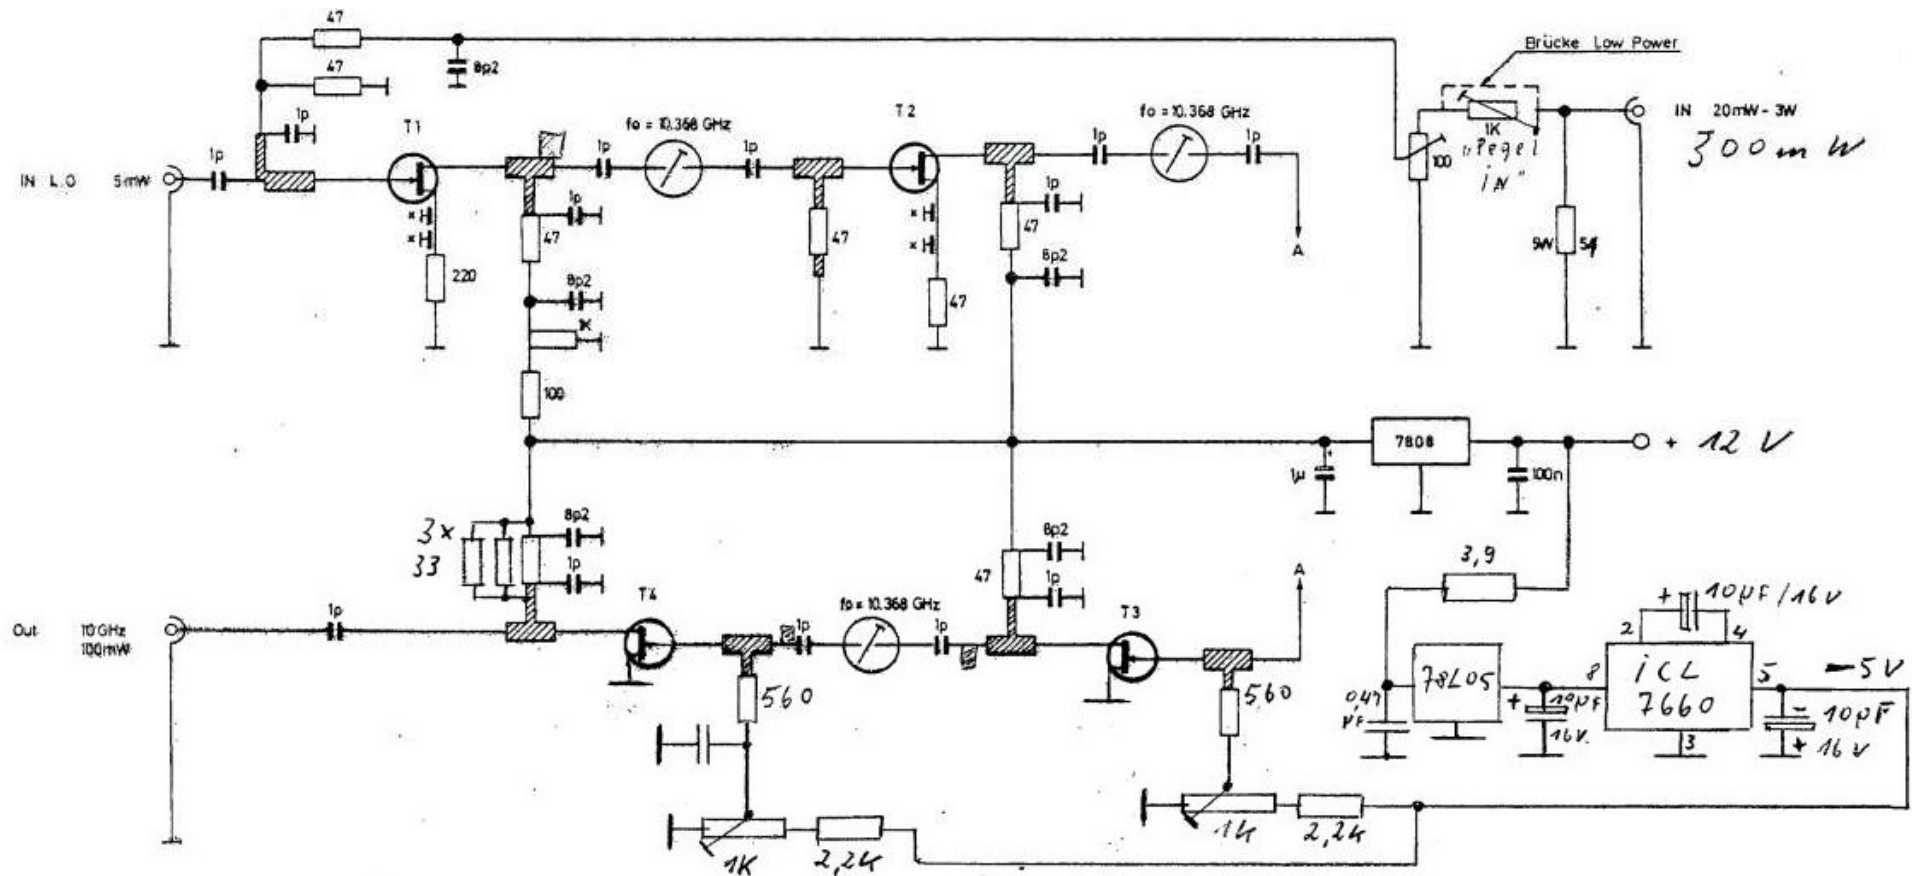 47
47
8p2
1p
1p
IN L.O 5mW
T1
× 
×
220
1p
47
8p2
1K
100
1p
fo = 10.368 GHz
1p
47
T2
×
×
47
1p
47
8p2
1p
fo = 10.368 GHz
1p
A
Brücke Low Power
1K
"Pegel
iN"
100
IN 20mW - 3W
300 mW
9W
1µ
+
7808
100n
+ 12 V
3×
33
8p2
1p
8p2
47
1p
Out 10 GHz
100mW
1p
T4
1p
fo = 10.368 GHz
1p
T3
A
560
560
1K
2,2K
1K
2,2K
3,9
0,47
µF
78L05
+ 10µF
16V.
+ 10µF/16V
2
4
8
iCL
7660
5
3
-5V
- 10µF
+ 16V